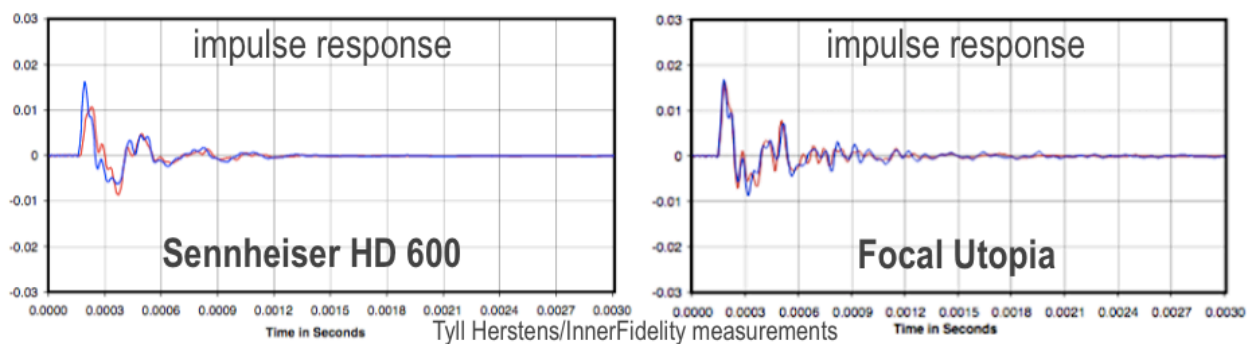 0.03
0.02
0.01
0
-0.01
-0.02
-0.03
impulse response
Sennheiser HD 600
0.0000 0.0003 0.0006 0.0009 0.0012 0.0015 0.0018 0.0021 0.0024 0.0027 0.0030
Time in Seconds
0.03
0.02
0.01
0
-0.01
-0.02
-0.03
impulse response
Focal Utopia
0.0000 0.0003 0.0006 0.0009 0.0012 0.0015 0.0018 0.0021 0.0024 0.0027 0.0030
Time in Seconds
Tyll Herstens/InnerFidelity measurements